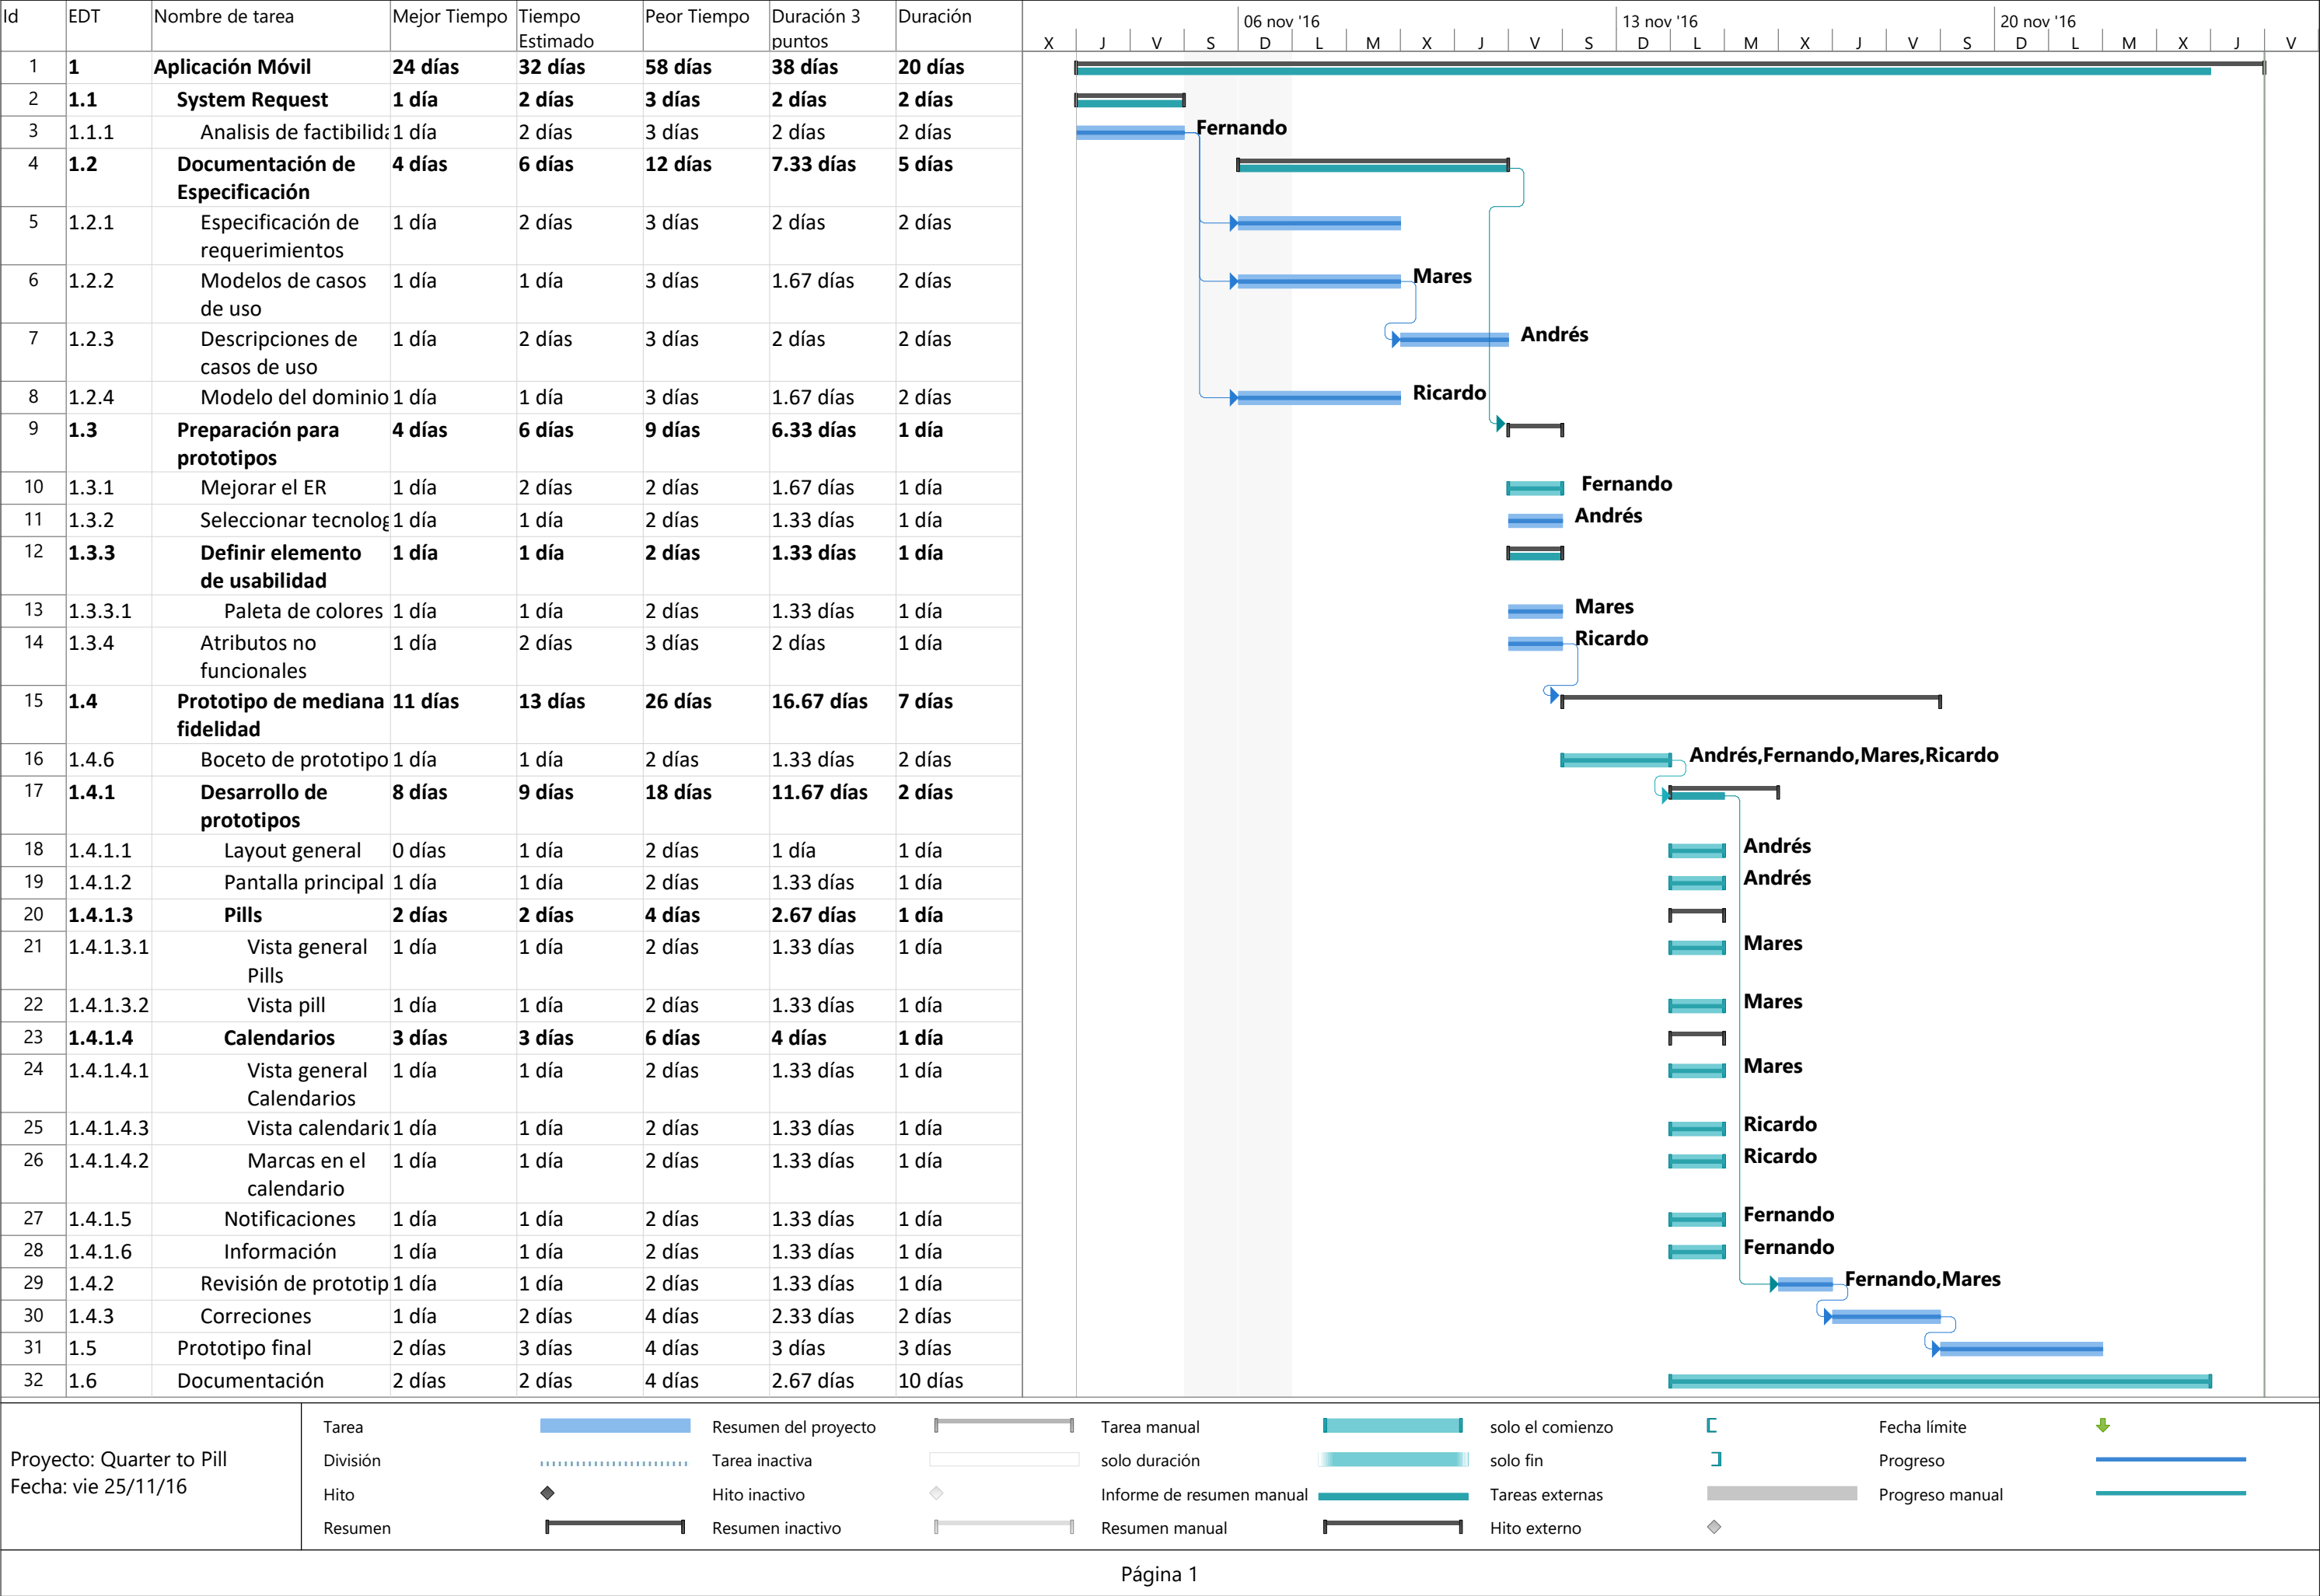 Id EDT Nombre de tarea Mejor Tiempo Tiempo Estimado Peor Tiempo Duración 3 puntos Duración
06 nov '16 13 nov '16 20 nov '16
X J V S D L M X J V S D L M X J V S D L M X J V
1 1 Aplicación Móvil 24 días 32 días 58 días 38 días 20 días
2 1.1 System Request 1 día 2 días 3 días 2 días 2 días
3 1.1.1 Analisis de factibilida 1 día 2 días 3 días 2 días 2 días Fernando
4 1.2 Documentación de Especificación 4 días 6 días 12 días 7.33 días 5 días
5 1.2.1 Especificación de requerimientos 1 día 2 días 3 días 2 días 2 días
6 1.2.2 Modelos de casos de uso 1 día 1 día 3 días 1.67 días 2 días Mares
7 1.2.3 Descripciones de casos de uso 1 día 2 días 3 días 2 días 2 días Andrés
8 1.2.4 Modelo del dominio 1 día 1 día 3 días 1.67 días 2 días Ricardo
9 1.3 Preparación para prototipos 4 días 6 días 9 días 6.33 días 1 día
10 1.3.1 Mejorar el ER 1 día 2 días 2 días 1.67 días 1 día Fernando
11 1.3.2 Seleccionar tecnolog 1 día 1 día 2 días 1.33 días 1 día Andrés
12 1.3.3 Definir elemento de usabilidad 1 día 1 día 2 días 1.33 días 1 día
13 1.3.3.1 Paleta de colores 1 día 1 día 2 días 1.33 días 1 día Mares
14 1.3.4 Atributos no funcionales 1 día 2 días 3 días 2 días 1 día Ricardo
15 1.4 Prototipo de mediana fidelidad 11 días 13 días 26 días 16.67 días 7 días
16 1.4.6 Boceto de prototipo 1 día 1 día 2 días 1.33 días 2 días Andrés,Fernando,Mares,Ricardo
17 1.4.1 Desarrollo de prototipos 8 días 9 días 18 días 11.67 días 2 días
18 1.4.1.1 Layout general 0 días 1 día 2 días 1 día 1 día Andrés
19 1.4.1.2 Pantalla principal 1 día 1 día 2 días 1.33 días 1 día Andrés
20 1.4.1.3 Pills 2 días 2 días 4 días 2.67 días 1 día
21 1.4.1.3.1 Vista general Pills 1 día 1 día 2 días 1.33 días 1 día Mares
22 1.4.1.3.2 Vista pill 1 día 1 día 2 días 1.33 días 1 día Mares
23 1.4.1.4 Calendarios 3 días 3 días 6 días 4 días 1 día
24 1.4.1.4.1 Vista general Calendarios 1 día 1 día 2 días 1.33 días 1 día Mares
25 1.4.1.4.3 Vista calendario 1 día 1 día 2 días 1.33 días 1 día Ricardo
26 1.4.1.4.2 Marcas en el calendario 1 día 1 día 2 días 1.33 días 1 día Ricardo
27 1.4.1.5 Notificaciones 1 día 1 día 2 días 1.33 días 1 día Fernando
28 1.4.1.6 Información 1 día 1 día 2 días 1.33 días 1 día Fernando
29 1.4.2 Revisión de prototip 1 día 1 día 2 días 1.33 días 1 día Fernando,Mares
30 1.4.3 Correciones 1 día 2 días 4 días 2.33 días 2 días
31 1.5 Prototipo final 2 días 3 días 4 días 3 días 3 días
32 1.6 Documentación 2 días 2 días 4 días 2.67 días 10 días
Proyecto: Quarter to Pill
Fecha: vie 25/11/16
Tarea Resumen del proyecto Tarea manual solo el comienzo Fecha límite
División Tarea inactiva solo duración solo fin Progreso
Hito Hito inactivo Informe de resumen manual Tareas externas Progreso manual
Resumen Resumen inactivo Resumen manual Hito externo
Página 1